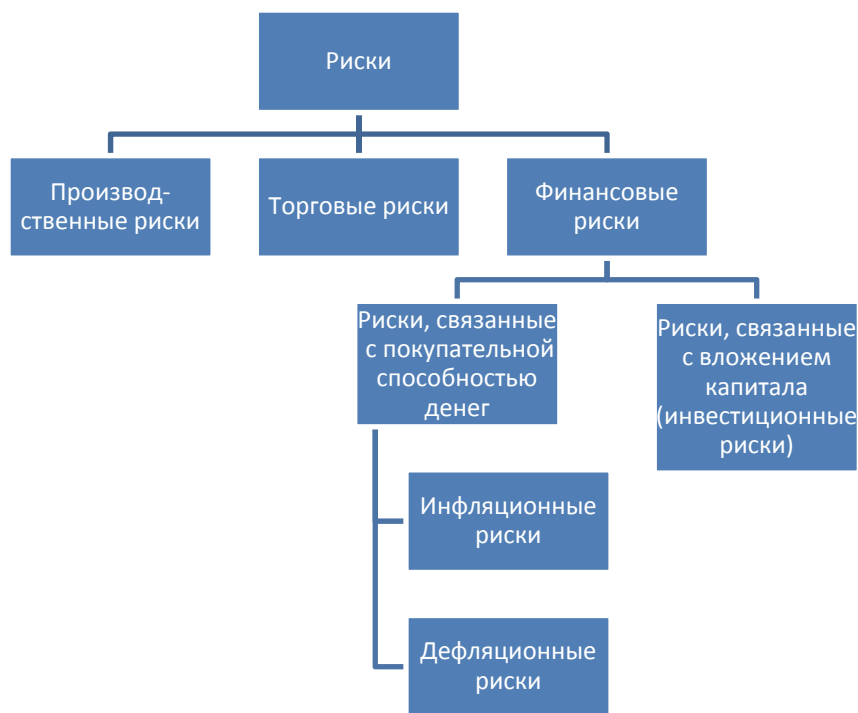 Риски
Производ-
ственные риски
Торговые риски
Финансовые
риски
Риски, связанные
с покупательной
способностью
денег
Риски, связанные
с вложением
капитала
(инвестиционные
риски)
Инфляционные
риски
Дефляционные
риски